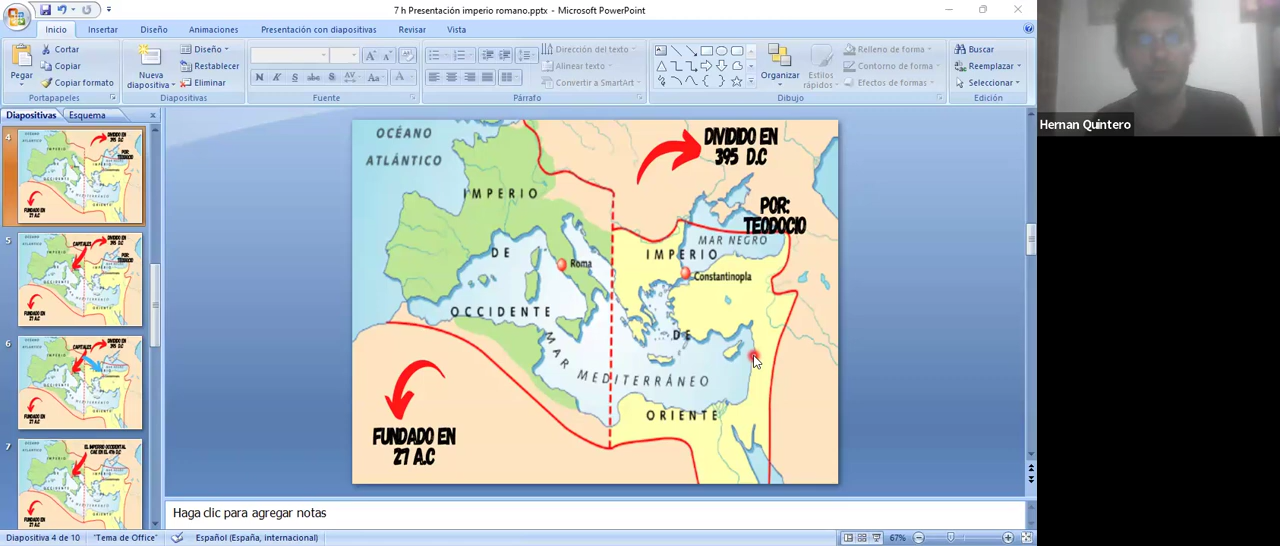 7 h Presentación imperio romano.pptx - Microsoft PowerPoint
Inicio
Insertar
Diseño
Animaciones
Presentación con diapositivas
Revisar
Vista
Pegar
Cortar
Copiar
Copiar formato
Portapapeles
Nueva
diapositiva
Diseño
Restablecer
Eliminar
Diapositivas
Fuente
Dirección del texto
Alinear texto
Convertir a SmartArt
Párrafo
Organizar
Estilos
rápidos
Relleno de forma
Contorno de forma
Efectos de formas
Dibujo
Buscar
Reemplazar
Seleccionar
Edición
Diapositivas
Esquema
4
5
6
7
OCÉANO
ATLÁNTICO
DIVIDIDO EN
395 D.C
POR:
TEODOCIO
IMPERIO
DE
OCCIDENTE
Roma
MAR NEGRO
IMPERIO
Constantinopla
DE
ORIENTE
MAR MEDITERRÁNEO
FUNDADO EN
27 A.C
Haga clic para agregar notas
Diapositiva 4 de 10
"Tema de Office"
Español (España, internacional)
67%
Hernan Quintero